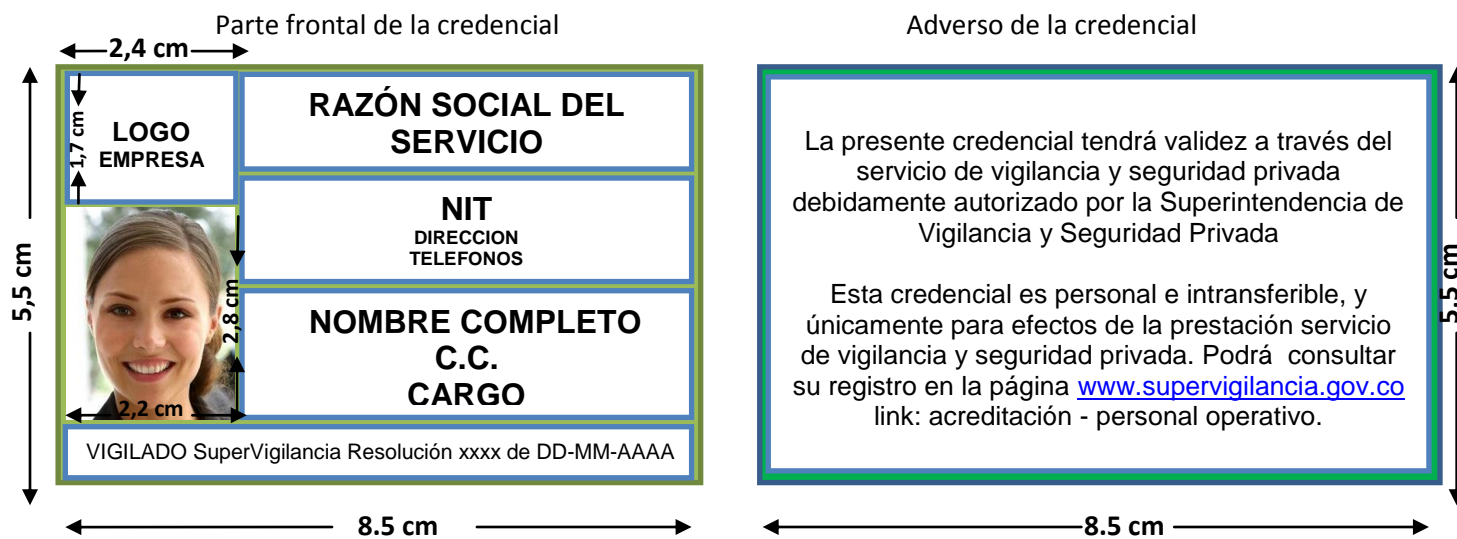 Parte frontal de la credencial
2,4 cm
1,7 cm
LOGO
EMPRESA
RAZÓN SOCIAL DEL
SERVICIO
NIT
DIRECCION
TELEFONOS
5,5 cm
2,8 cm
2,2 cm
NOMBRE COMPLETO
C.C.
CARGO
VIGILADO SuperVigilancia Resolución xxxx de DD-MM-AAAA
8.5 cm
Adverso de la credencial
La presente credencial tendrá validez a través del
servicio de vigilancia y seguridad privada
debidamente autorizado por la Superintendencia de
Vigilancia y Seguridad Privada
Esta credencial es personal e intransferible, y
únicamente para efectos de la prestación servicio
de vigilancia y seguridad privada. Podrá consultar
su registro en la página www.supervigilancia.gov.co
link: acreditación - personal operativo.
5.5 cm
8.5 cm